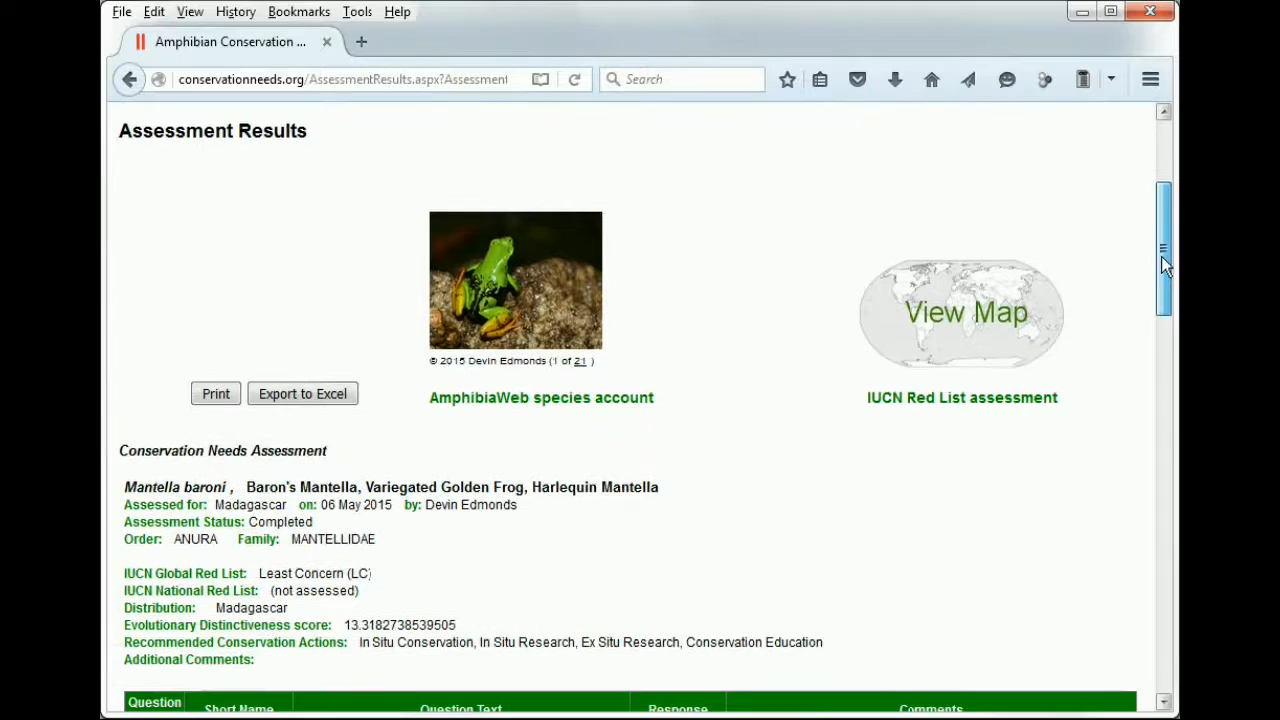 File Edit View History Bookmarks Tools Help
Amphibian Conservation ...
conservationneeds.org/AssessmentResults.aspx?Assessment
Search
Assessment Results
View Map
© 2015 Devin Edmonds (1 of 21 )
Print Export to Excel AmphibiaWeb species account IUCN Red List assessment
Conservation Needs Assessment
Mantella baroni , Baron's Mantella, Variegated Golden Frog, Harlequin Mantella
Assessed for: Madagascar on: 06 May 2015 by: Devin Edmonds
Assessment Status: Completed
Order: ANURA Family: MANTELLIDAE
IUCN Global Red List: Least Concern (LC)
IUCN National Red List: (not assessed)
Distribution: Madagascar
Evolutionary Distinctiveness score: 13.3182738539505
Recommended Conservation Actions: In Situ Conservation, In Situ Research, Ex Situ Research, Conservation Education
Additional Comments:
Question Short Name Question Text Response Comments